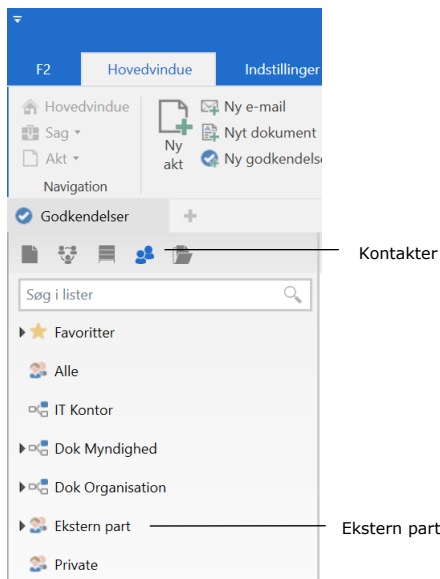 F2 Hovedvindue Indstillinger
Hovedvindue
Sag
Akt
Navigation
Ny
akt
Ny e-mail
Nyt dokument
Ny godkendelse
Godkendelser
Kontakter
Søg i lister
Favoritter
Alle
IT Kontor
Dok Myndighed
Dok Organisation
Ekstern part
Ekstern part
Private